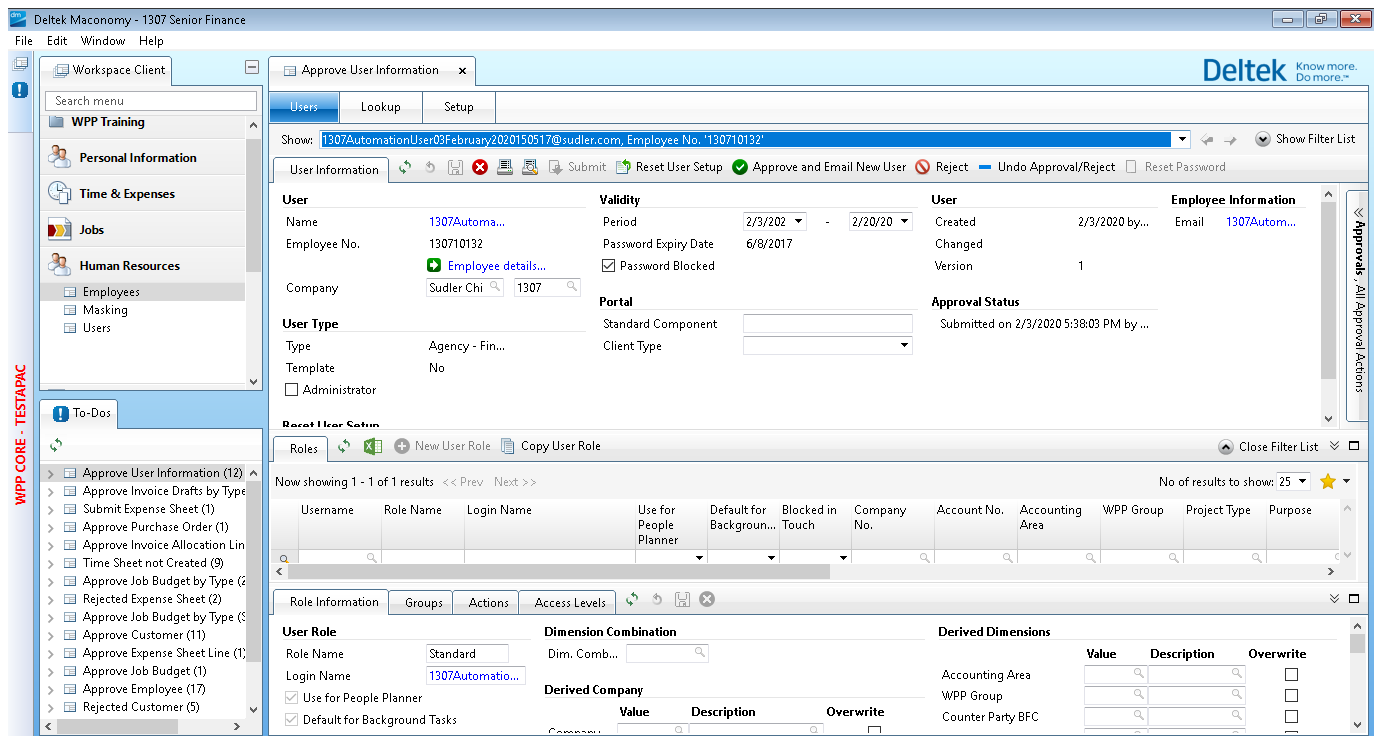 Deltek Maconomy - 1307 Senior Finance
File Edit Window Help
Workspace Client
Search menu
WPP Training
Personal Information
Time & Expenses
Jobs
Human Resources
Employees
Masking
Users
WPP CORE - TESTAPAC
To-Dos
Approve User Information (12)
Approve Invoice Drafts by Type
Submit Expense Sheet (1)
Approve Purchase Order (1)
Approve Invoice Allocation Lin
Time Sheet not Created (9)
Approve Job Budget by Type (2
Rejected Expense Sheet (2)
Approve Job Budget by Type (S
Approve Customer (11)
Approve Expense Sheet Line (1)
Approve Job Budget (1)
Approve Employee (17)
Rejected Customer (5)
Approve User Information
Deltek Know more. Do more.™
Users Lookup Setup
Show: 1307AutomationUser03February2020150517@sudler.com, Employee No. '130710132' Show Filter List
User Information Submit Reset User Setup Approve and Email New User Reject Undo Approval/Reject Reset Password
User Validity User Employee Information
Name 1307Automa... Period 2/3/202 - 2/20/20 Created 2/3/2020 by... Email 1307Autom...
Employee No. 130710132 Password Expiry Date 6/8/2017 Changed
Employee details... Password Blocked Version 1
Company Sudler Chi 1307
Portal Approval Status
User Type Standard Component Submitted on 2/3/2020 5:38:03 PM by ...
Type Agency - Fin... Client Type
Template No
Administrator
Reset User Setup
Approvals , All Approval Actions
Roles New User Role Copy User Role Close Filter List
Now showing 1 - 1 of 1 results << Prev Next >> No of results to show: 25
Username Role Name Login Name Use for People Planner Default for Backgroun... Blocked in Touch Company No. Account No. Accounting Area WPP Group Project Type Purpose
Role Information Groups Actions Access Levels
User Role Dimension Combination Derived Dimensions
Role Name Standard Dim. Comb... Value Description Overwrite
Login Name 1307Automatio... Accounting Area
Use for People Planner Derived Company WPP Group
Default for Background Tasks Value Description Overwrite Counter Party BFC
Company